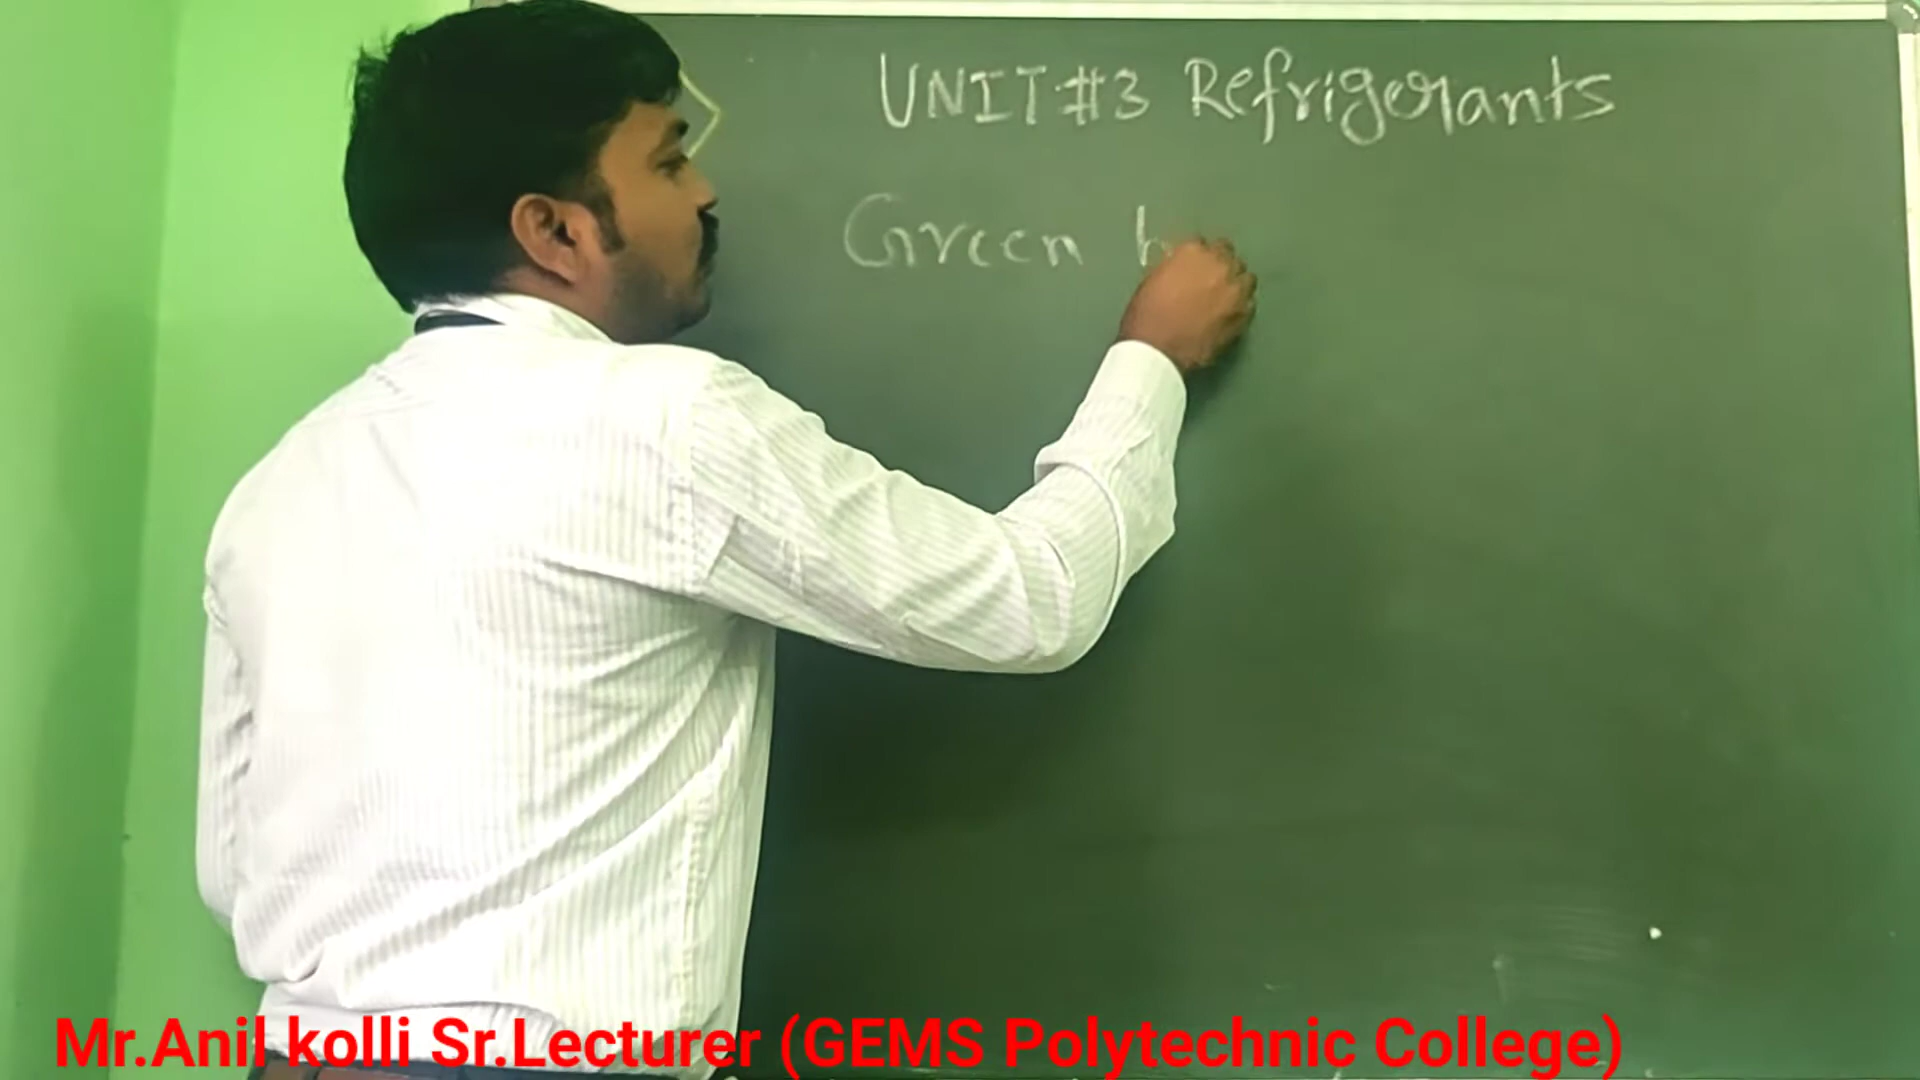 UNIT#3 Refrigerants
Green h
Mr.Anil kolli Sr.Lecturer (GEMS Polytechnic College)